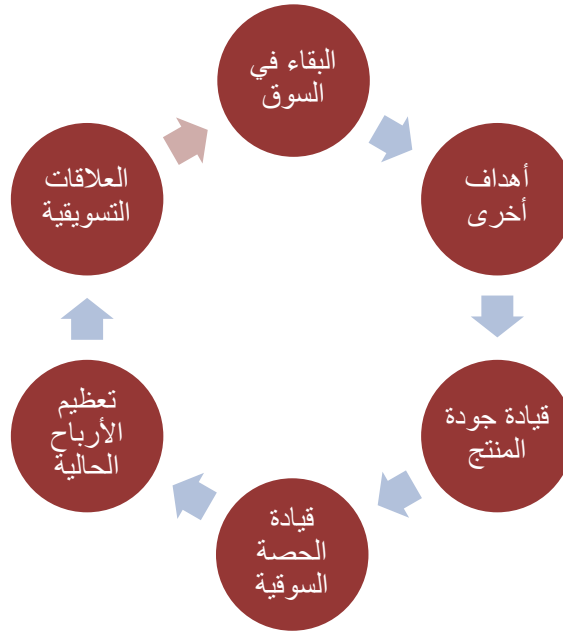 البقاء في
السوق
أهداف
أخرى
قيادة جودة
المنتج
قيادة
الحصة
السوقية
تعظيم
الأرباح
الحالية
العلاقات
التسويقية